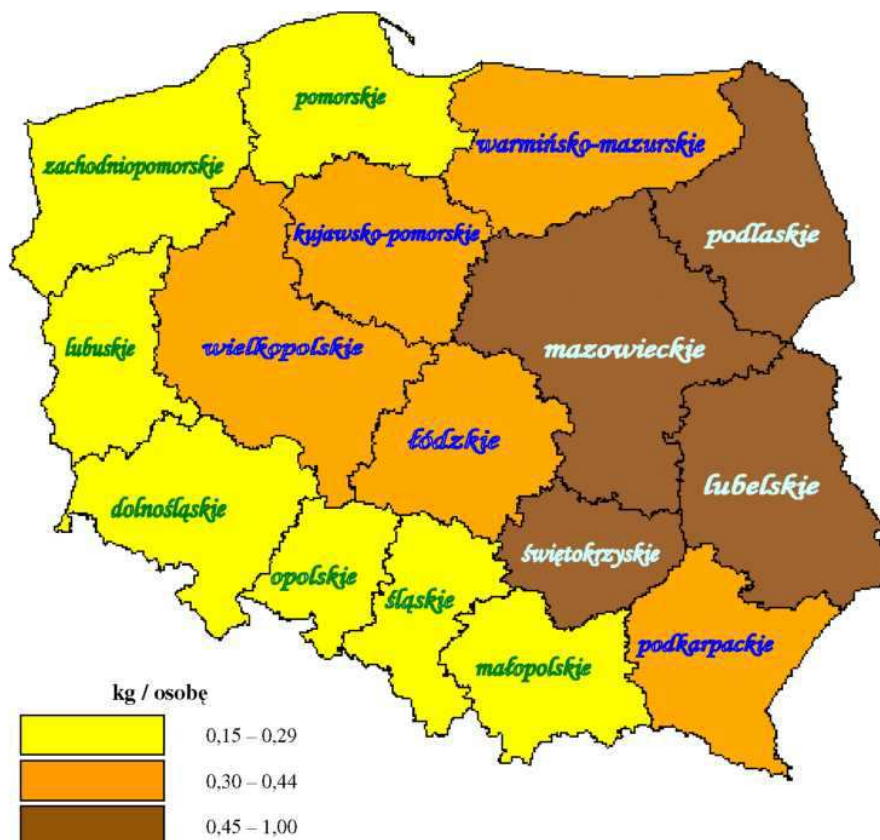 pomorskie
warmińsko-mazurskie
zachodniopomorskie
kujawsko-pomorskie
podlaskie
lubuskie
wielkopolskie
mazowieckie
łódzkie
lubelskie
dolnośląskie
świętokrzyskie
opolskie
śląskie
podkarpackie
małopolskie
kg / osobę
0,15 – 0,29
0,30 – 0,44
0,45 – 1,00